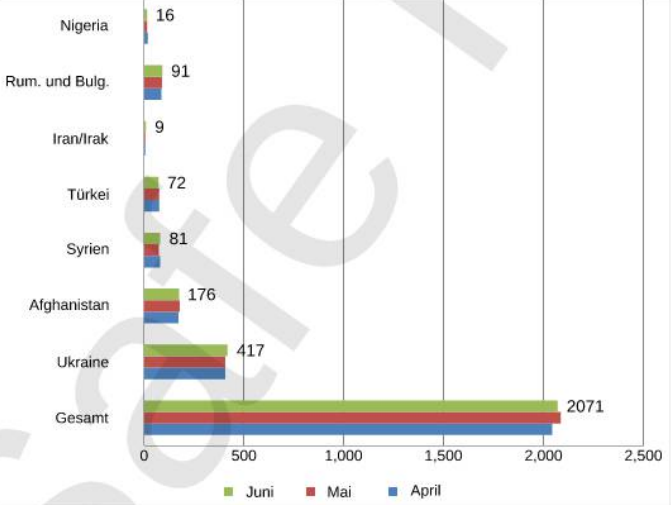 Nigeria 16
Rum. und Bulg. 91
Iran/Irak 9
Türkei 72
Syrien 81
Afghanistan 176
Ukraine 417
Gesamt 2071
0 500 1,000 1,500 2,000 2,500
Juni Mai April